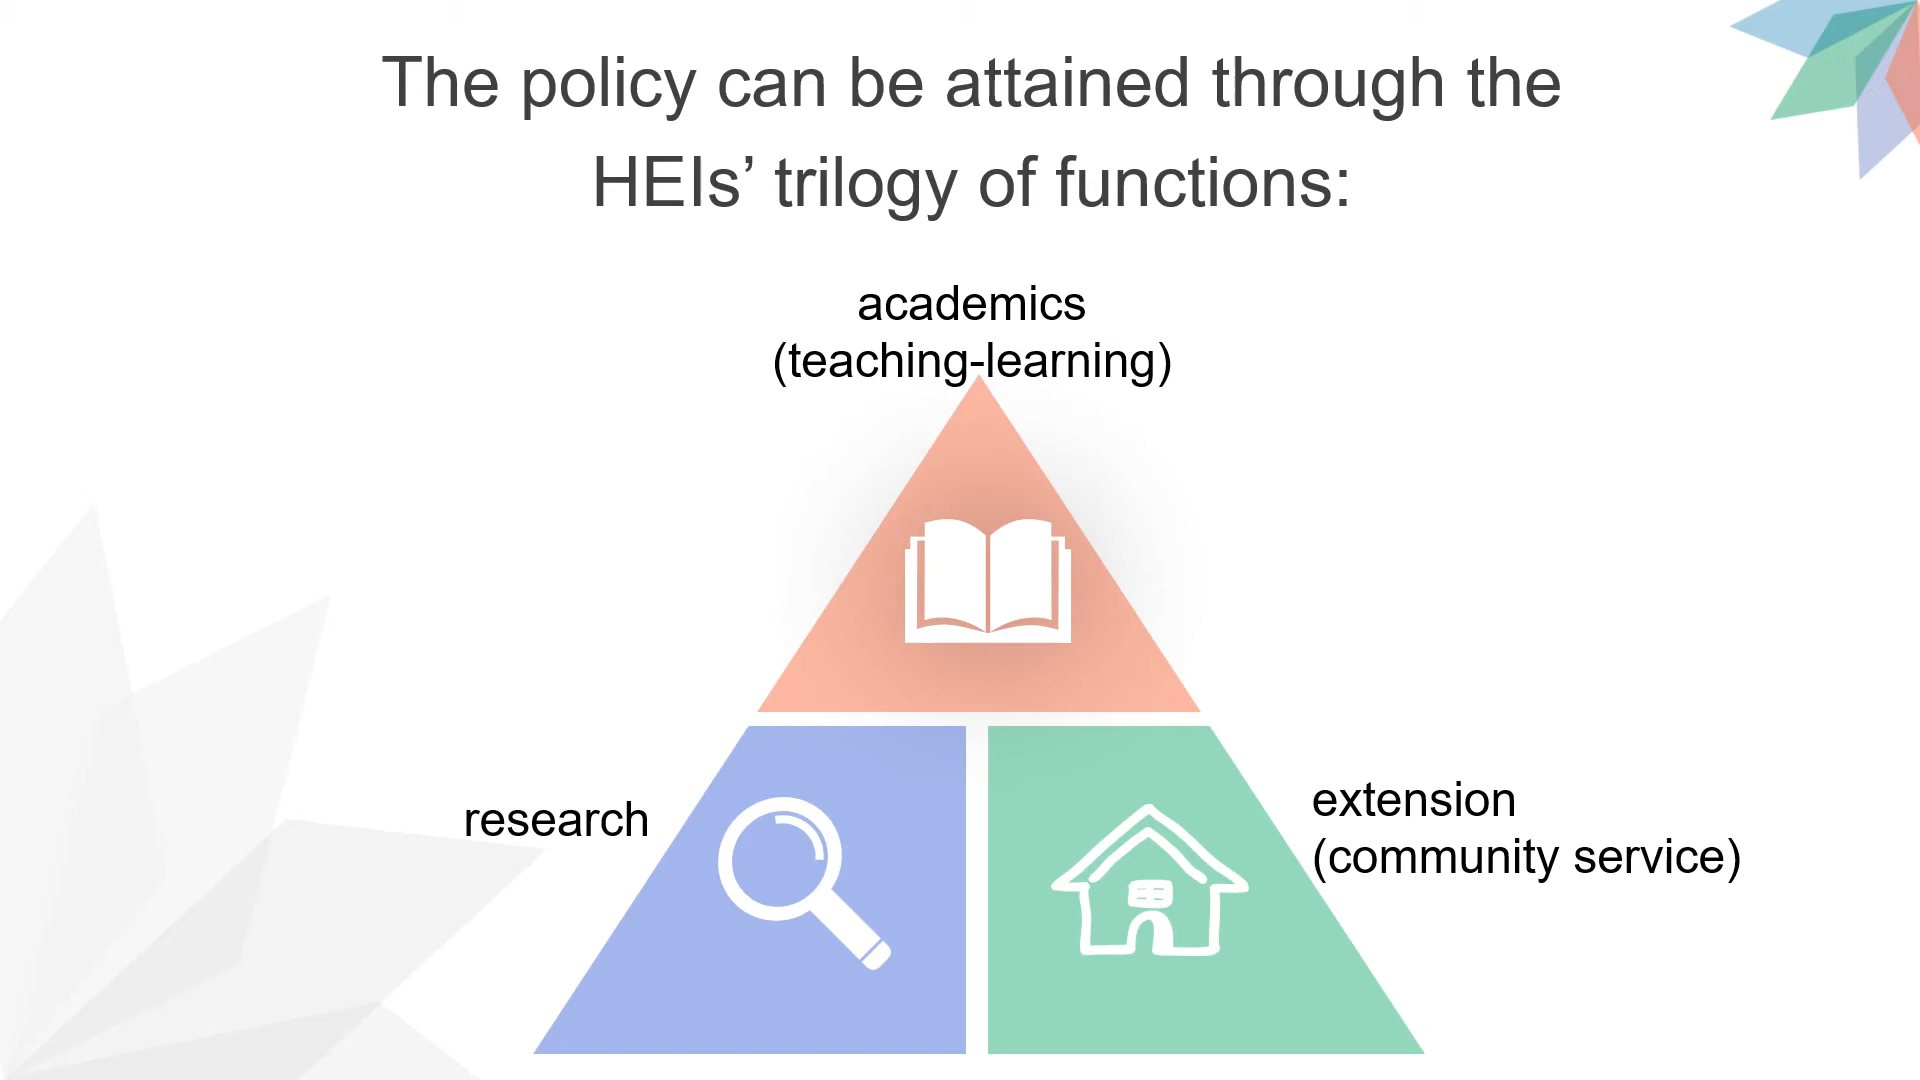 The policy can be attained through the
HEIs’ trilogy of functions:
academics
(teaching-learning)
research
extension
(community service)